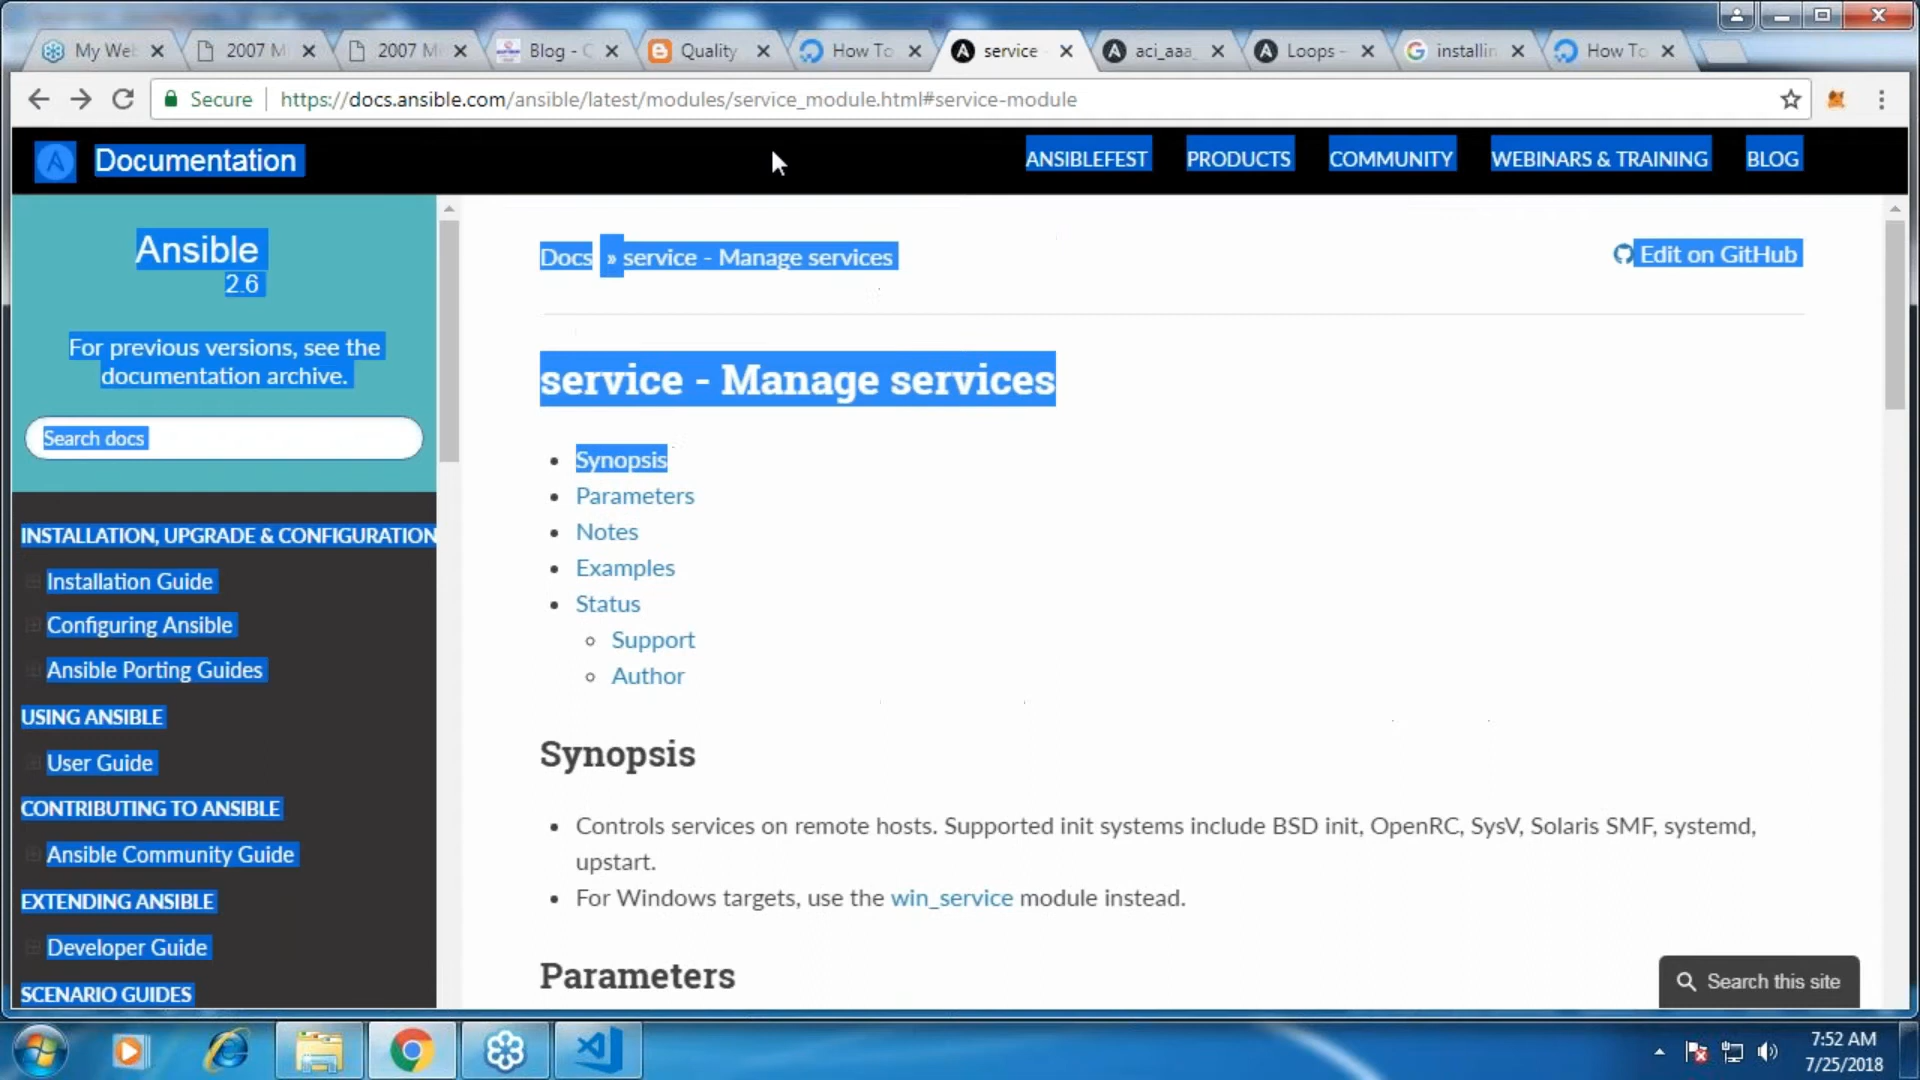 My Web
2007 M
2007 Mi
Blog - C
Quality
How To
service
aci_aaa_
Loops -
installin
How To
Secure
https://docs.ansible.com/ansible/latest/modules/service_module.html#service-module
Documentation
ANSIBLEFEST
PRODUCTS
COMMUNITY
WEBINARS & TRAINING
BLOG
Ansible
2.6
For previous versions, see the
documentation archive.
Search docs
INSTALLATION, UPGRADE & CONFIGURATION
Installation Guide
Configuring Ansible
Ansible Porting Guides
USING ANSIBLE
User Guide
CONTRIBUTING TO ANSIBLE
Ansible Community Guide
EXTENDING ANSIBLE
Developer Guide
SCENARIO GUIDES
Docs » service - Manage services
Edit on GitHub
service - Manage services
Synopsis
Parameters
Notes
Examples
Status
Support
Author
Synopsis
Controls services on remote hosts. Supported init systems include BSD init, OpenRC, SysV, Solaris SMF, systemd,
upstart.
For Windows targets, use the win_service module instead.
Parameters
Search this site
7:52 AM
7/25/2018